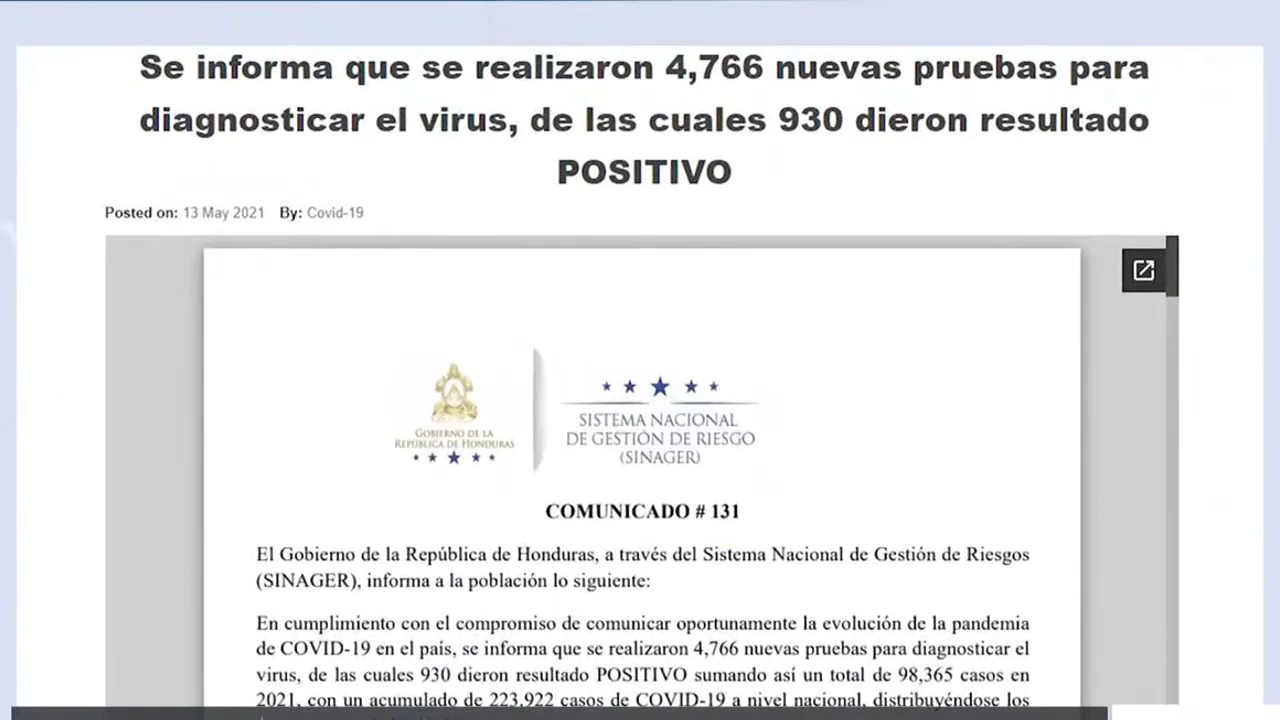 Se informa que se realizaron 4,766 nuevas pruebas para
diagnosticar el virus, de las cuales 930 dieron resultado
POSITIVO
Posted on: 13 May 2021 By: Covid-19
GOBIERNO DE LA
REPÚBLICA DE HONDURAS
SISTEMA NACIONAL
DE GESTIÓN DE RIESGO
(SINAGER)
COMUNICADO # 131
El Gobierno de la República de Honduras, a través del Sistema Nacional de Gestión de Riesgos
(SINAGER), informa a la población lo siguiente:
En cumplimiento con el compromiso de comunicar oportunamente la evolución de la pandemia
de COVID-19 en el país, se informa que se realizaron 4,766 nuevas pruebas para diagnosticar el
virus, de las cuales 930 dieron resultado POSITIVO sumando así un total de 98,365 casos en
2021, con un acumulado de 223,922 casos de COVID-19 a nivel nacional, distribuyéndose los